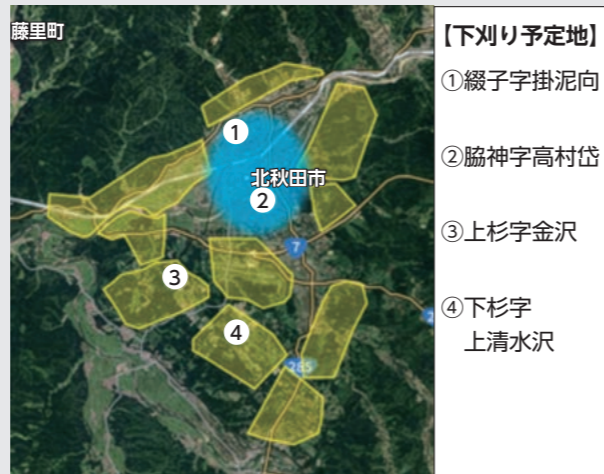 藤里町
①
北秋田市
②
7
③
④
285
【下刈り予定地】
①綴子字掛泥向
②脇神字高村岱
③上杉字金沢
④下杉字
上清水沢